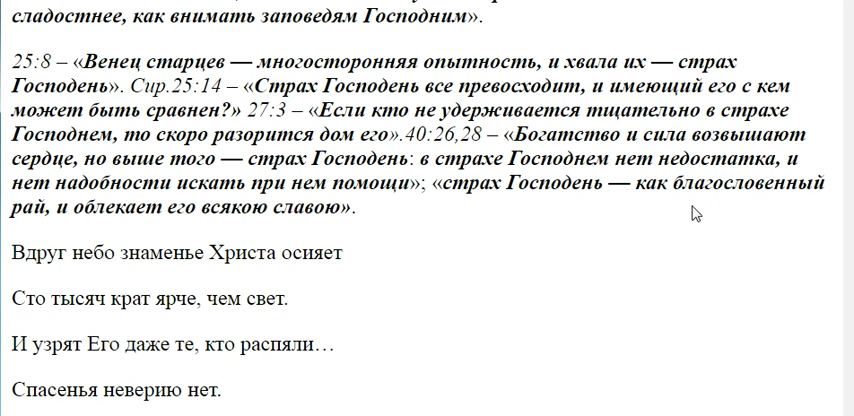 сладостнее, как внимать заповедям Господним».
25:8 – «Венец старцев — многосторонняя опытность, и хвала их — страх
Господень». Сир.25:14 – «Страх Господень все превосходит, и имеющий его с кем
может быть сравнен?» 27:3 – «Если кто не удерживается тщательно в страхе
Господнем, то скоро разорится дом его».40:26,28 – «Богатство и сила возвышают
сердце, но выше того — страх Господень: в страхе Господнем нет недостатка, и
нет надобности искать при нем помощи»; «страх Господень — как благословенный
рай, и облекает его всякою славою».
Вдруг небо знаменье Христа осияет
Сто тысяч крат ярче, чем свет.
И узрят Его даже те, кто распяли…
Спасенья неверию нет.